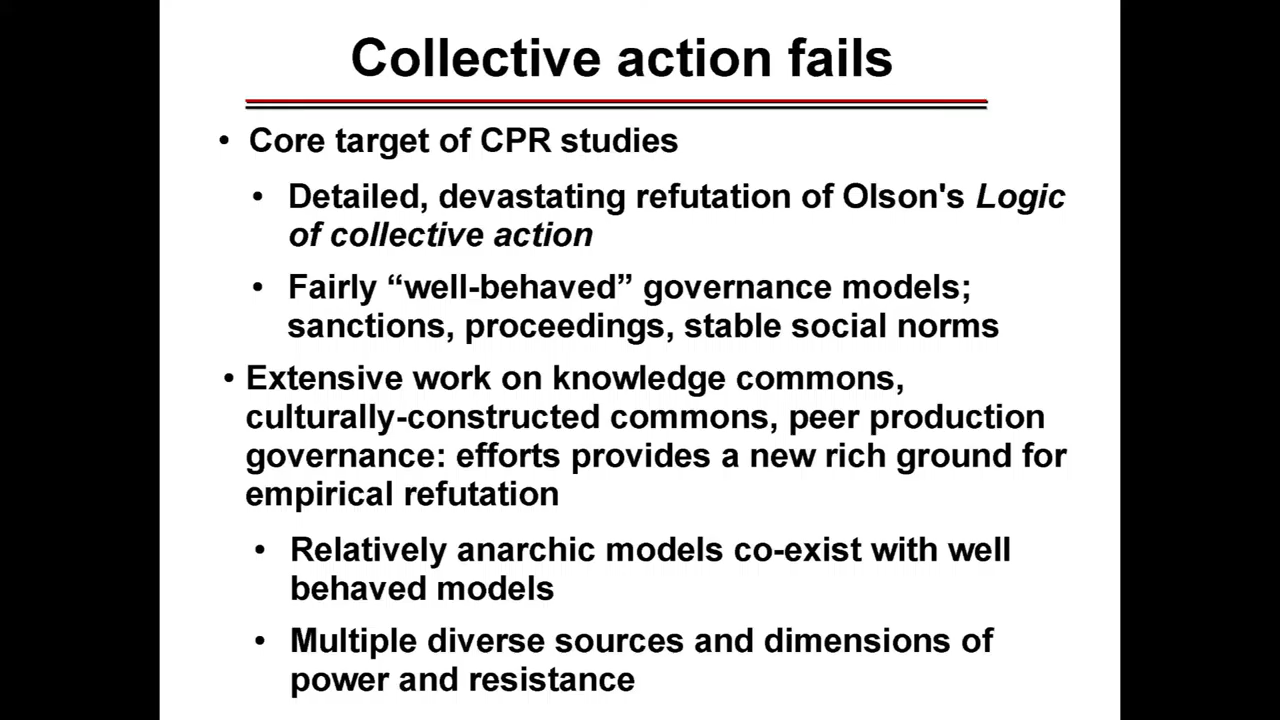 Collective action fails
• Core target of CPR studies
• Detailed, devastating refutation of Olson's Logic
of collective action
• Fairly “well-behaved” governance models;
sanctions, proceedings, stable social norms
• Extensive work on knowledge commons,
culturally-constructed commons, peer production
governance: efforts provides a new rich ground for
empirical refutation
• Relatively anarchic models co-exist with well
behaved models
• Multiple diverse sources and dimensions of
power and resistance